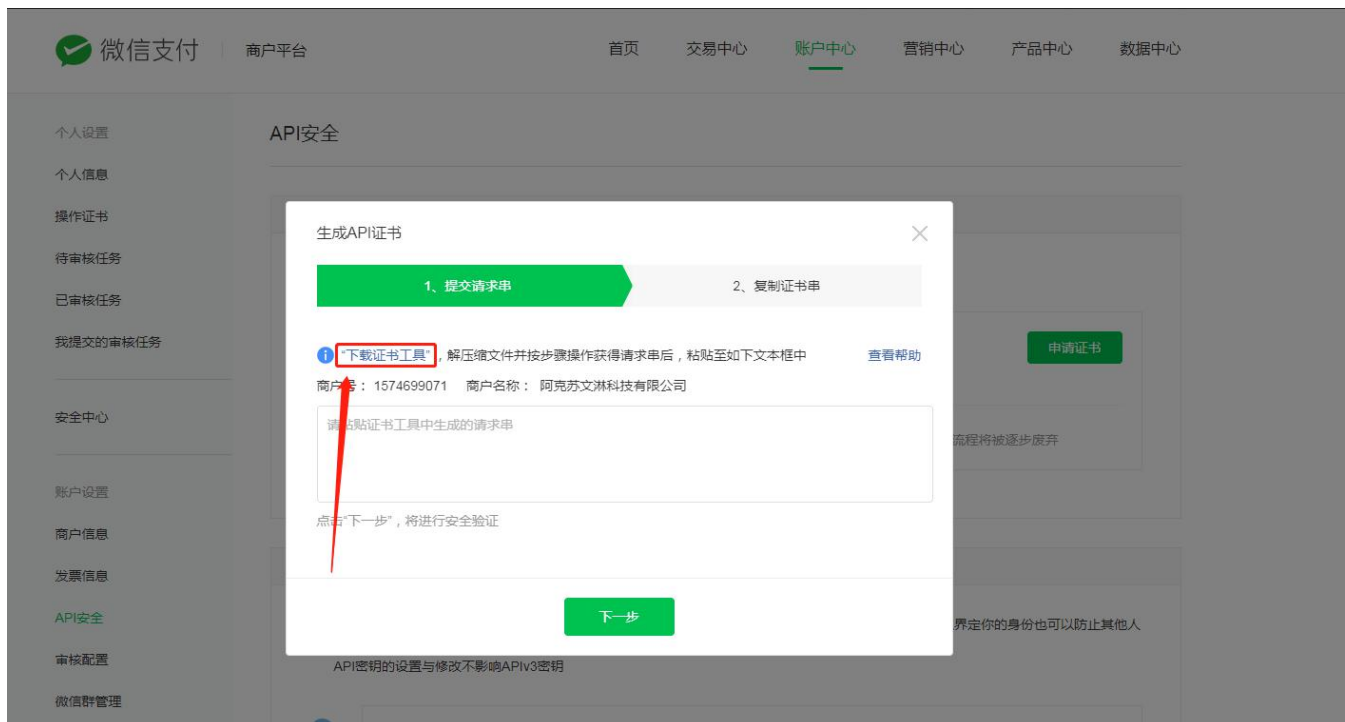 微信支付 商户平台 首页 交易中心 账户中心 营销中心 产品中心 数据中心
个人设置
个人信息
操作证书
待审核任务
已审核任务
我提交的审核任务
安全中心
账户设置
商户信息
发票信息
API安全
审核配置
微信群管理
API安全
生成API证书
1、提交请求串 2、复制证书串
“下载证书工具”，解压缩文件并按步骤操作获得请求串后，粘贴至如下文本框中 查看帮助
商户号： 1574699071 商户名称： 阿克苏文淋科技有限公司
请粘贴证书工具中生成的请求串
点击“下一步”，将进行安全验证
下一步
申请证书
流程将被逐步废弃
界定你的身份也可以防止其他人
API密钥的设置与修改不影响APIv3密钥